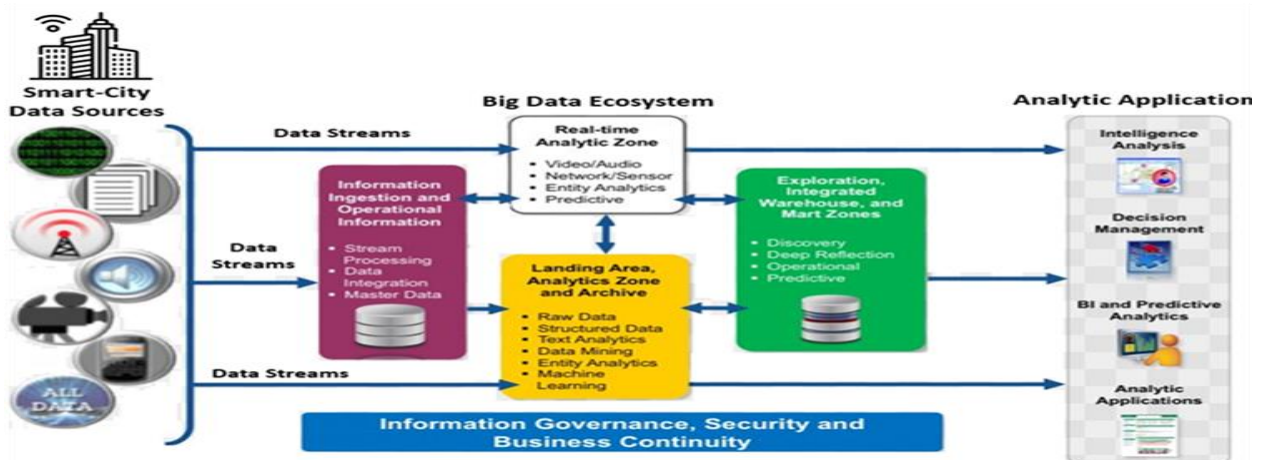 Smart-City
Data Sources
Big Data Ecosystem
Analytic Application
Data Streams
Real-time
Analytic Zone
• Video/Audio
• Network/Sensor
• Entity Analytics
• Predictive
Information
Ingestion and
Operational
Information
• Stream
Processing
• Data
Integration
• Master Data
Exploration,
Integrated
Warehouse, and
Mart Zones
• Discovery
• Deep Reflection
• Operational
• Predictive
Data
Streams
Landing Area,
Analytics Zone
and Archive
• Raw Data
• Structured Data
• Text Analytics
• Data Mining
• Entity Analytics
• Machine
Learning
Data Streams
ALL
DATA
Intelligence
Analysis
Decision
Management
BI and Predictive
Analytics
Analytic
Applications
Information Governance, Security and
Business Continuity